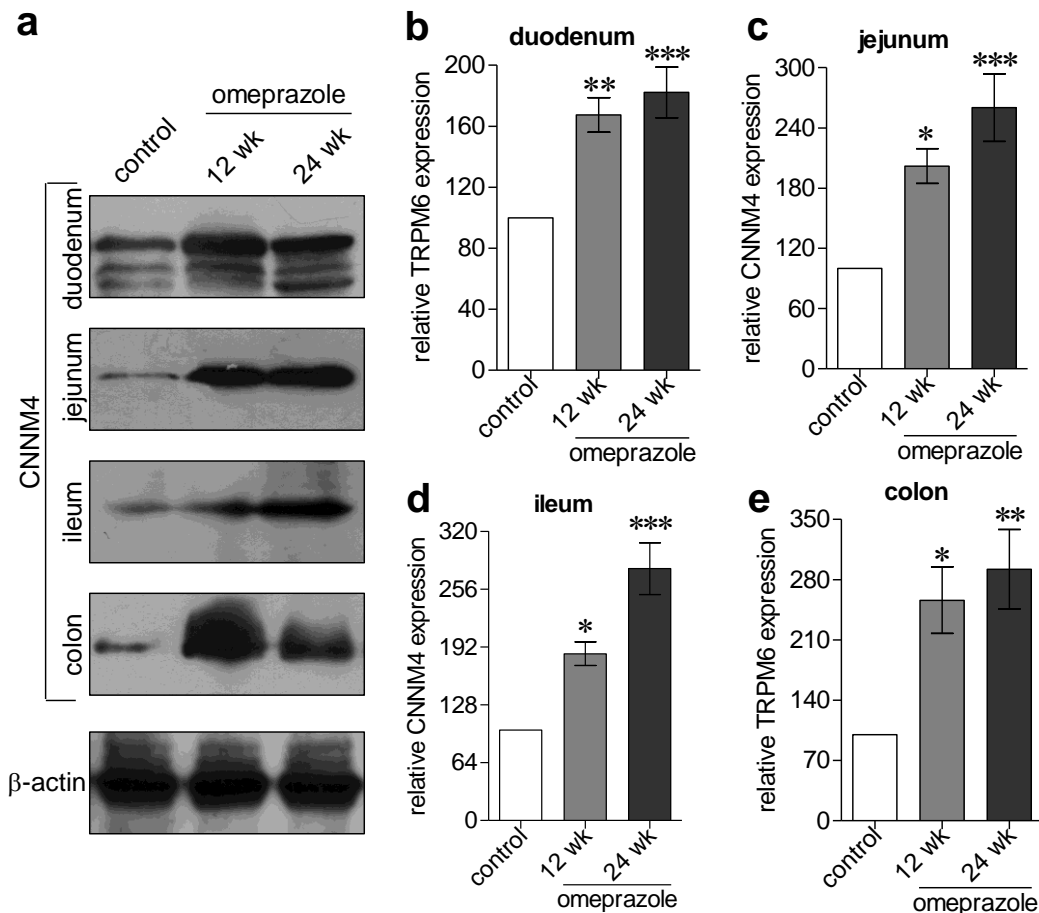 a
omeprazole
control
12 wk
24 wk
CNNM4
duodenum
jejunum
ileum
colon
β-actin
b
duodenum
relative TRPM6 expression
200
160
120
80
40
0
**
***
control
12 wk
24 wk
omeprazole
c
jejunum
relative CNNM4 expression
300
240
180
120
60
0
*
***
control
12 wk
24 wk
omeprazole
d
ileum
relative CNNM4 expression
320
256
192
128
64
0
*
***
control
12 wk
24 wk
omeprazole
e
colon
relative TRPM6 expression
350
280
210
140
70
0
*
**
control
12 wk
24 wk
omeprazole